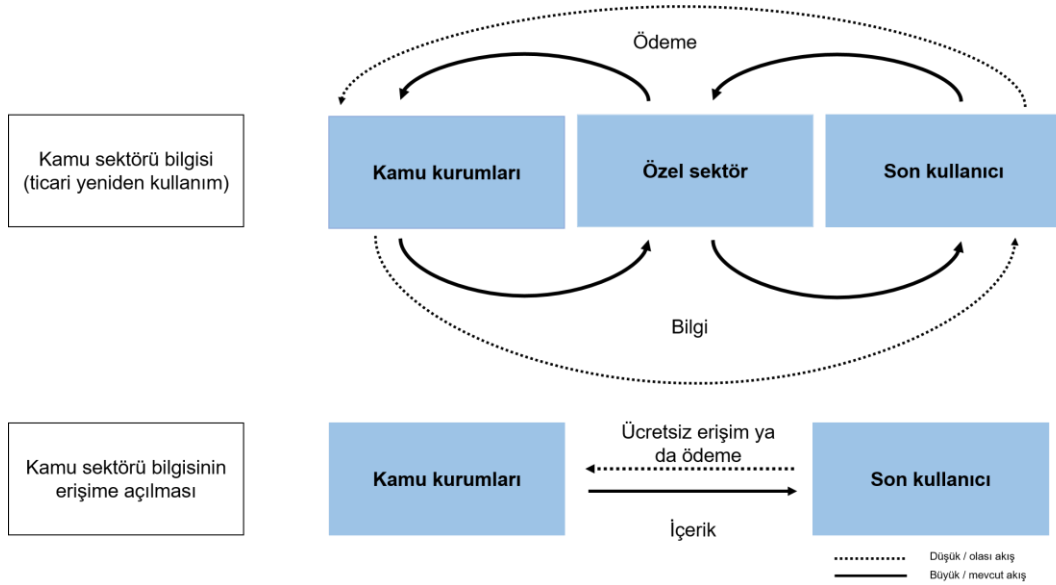 Ödeme
Kamu sektörü bilgisi
(ticari yeniden kullanım)
Kamu kurumları
Özel sektör
Son kullanıcı
Bilgi
Kamu sektörü bilgisinin
erişime açılması
Kamu kurumları
Ücretsiz erişim ya
da ödeme
İçerik
Son kullanıcı
Düşük / olası akış
Büyük / mevcut akış